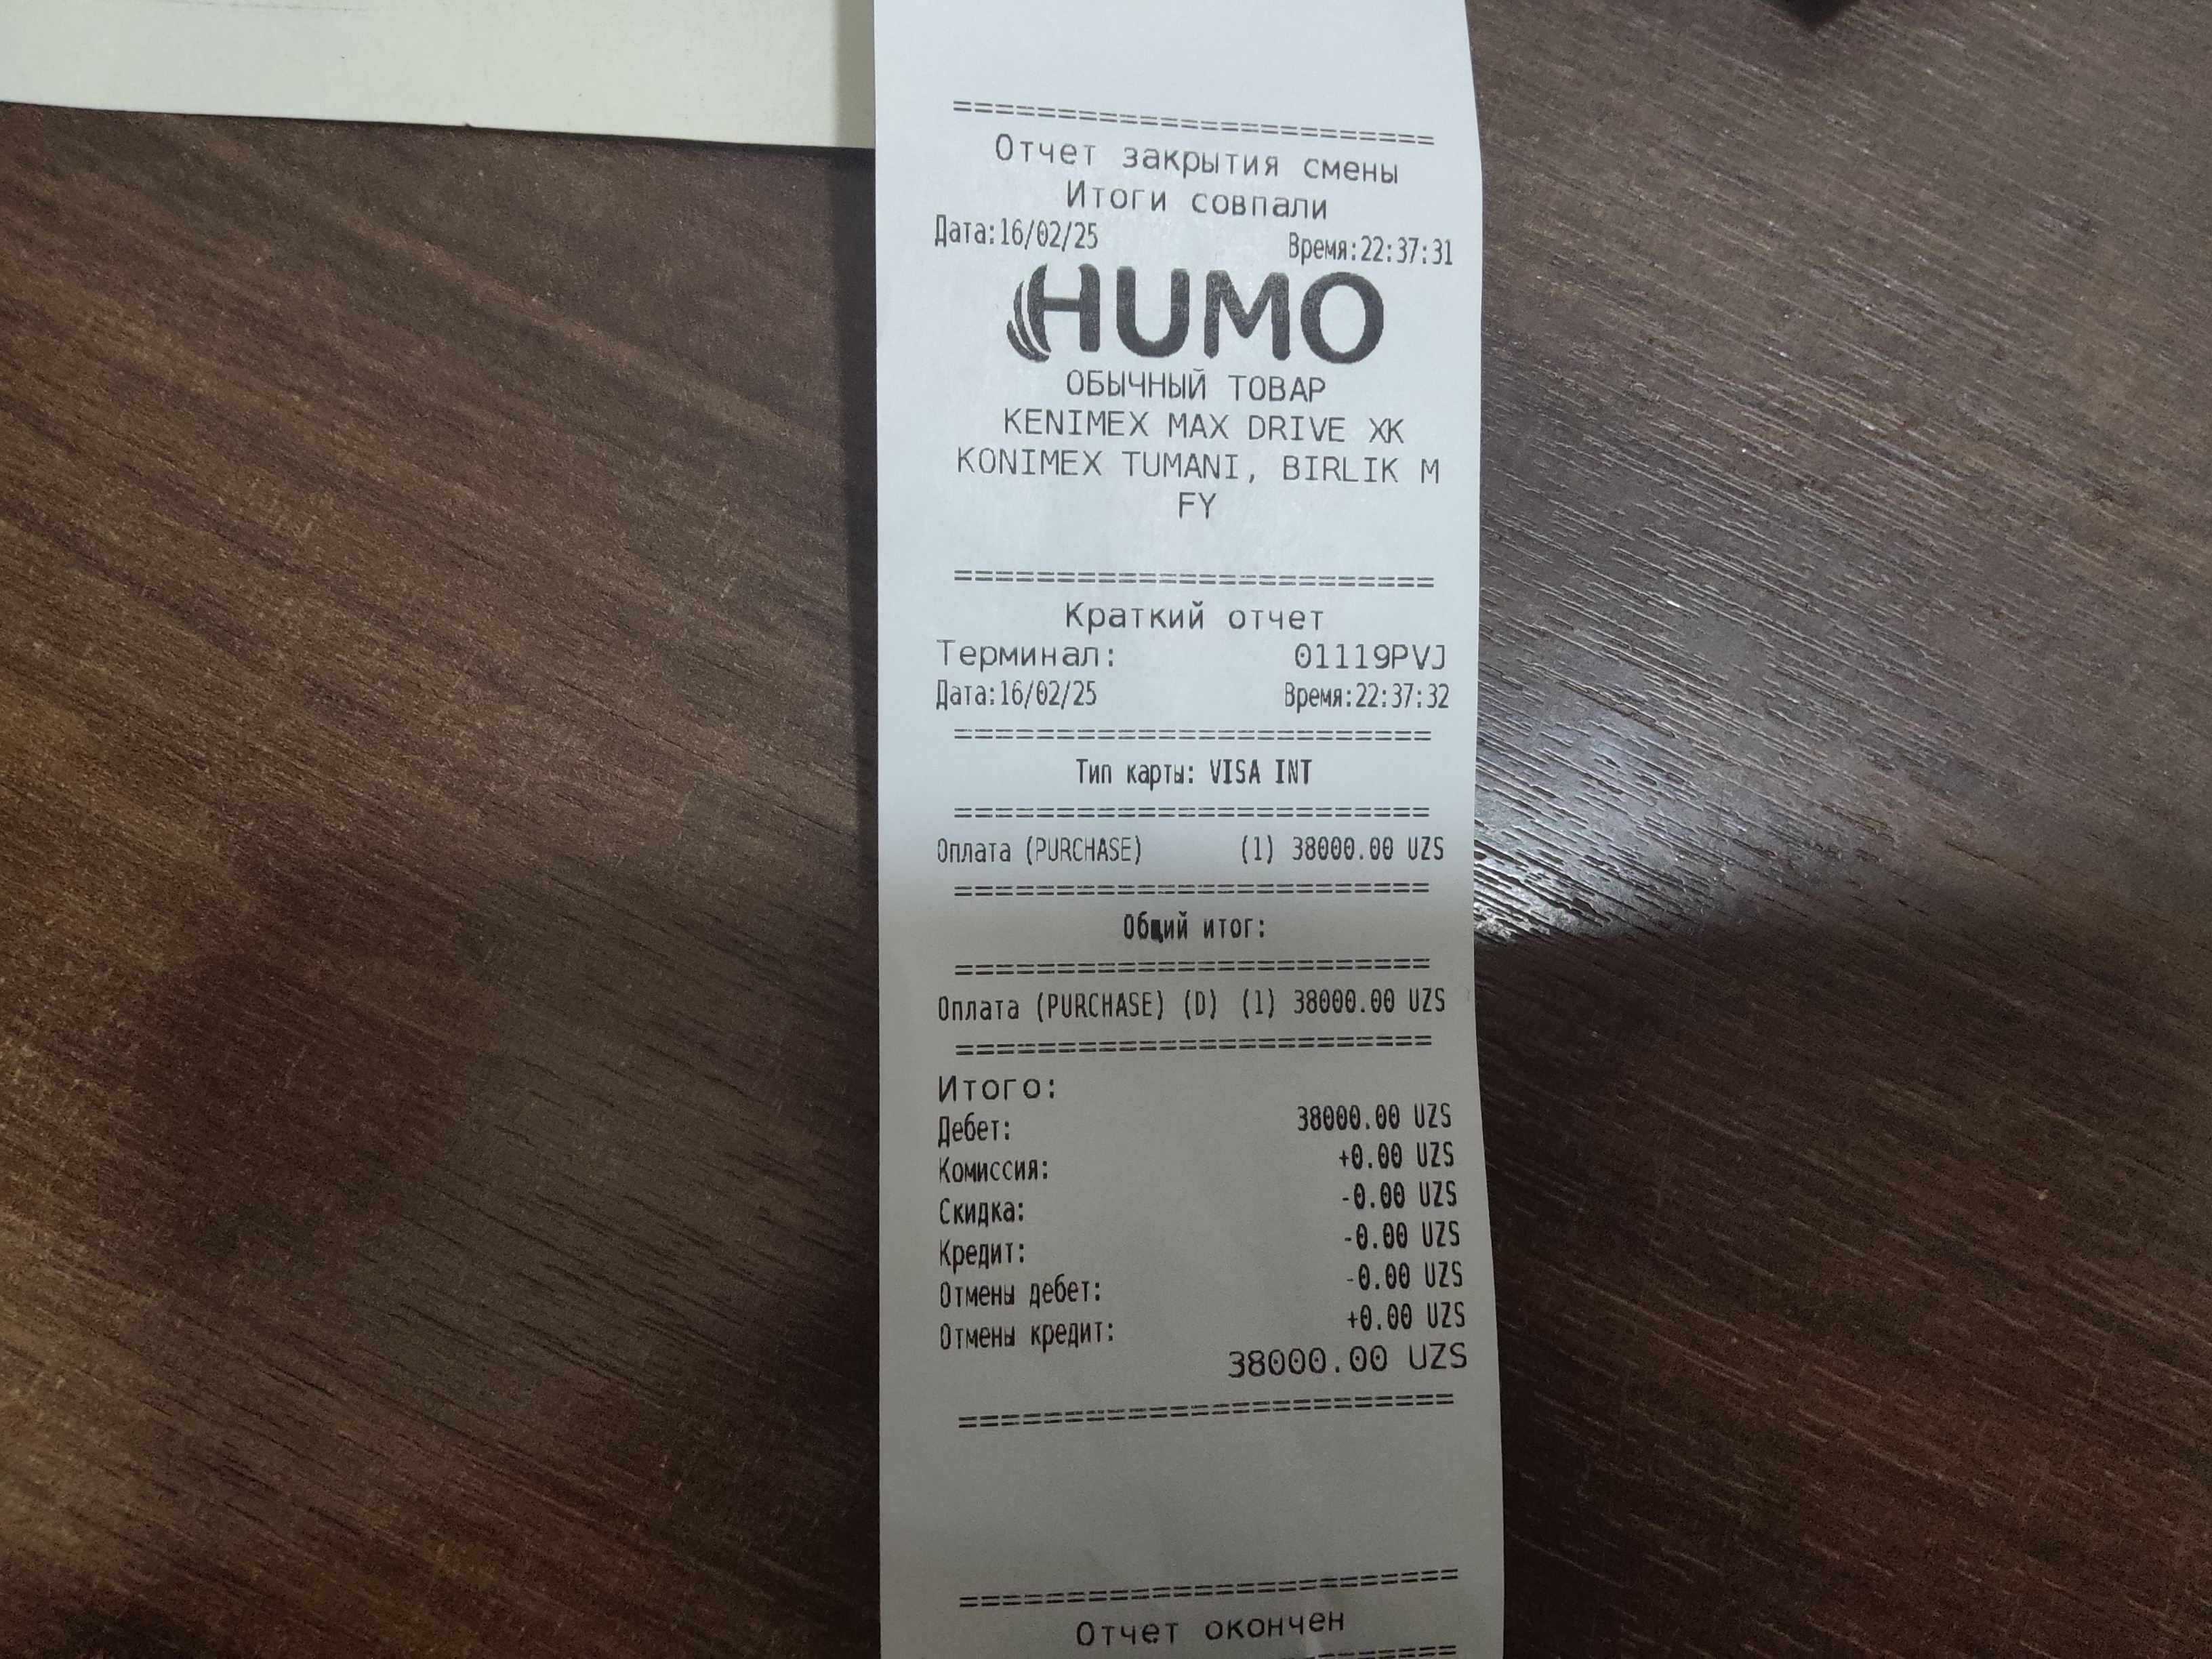 ========================
Отчет закрытия смены
Итоги совпали
Дата:16/02/25 Время:22:37:31
HUMO
ОБЫЧНЫЙ ТОВАР
KENIMEX MAX DRIVE XK
KONIMEX TUMANI, BIRLIK M
FY
========================
Краткий отчет
Терминал: 01119PVJ
Дата:16/02/25 Время:22:37:32
========================
Тип карты: VISA INT
========================
Оплата (PURCHASE) (1) 38000.00 UZS
========================
Общий итог:
========================
Оплата (PURCHASE) (D) (1) 38000.00 UZS
========================
Итого:
Дебет: 38000.00 UZS
Комиссия: +0.00 UZS
Скидка: -0.00 UZS
Кредит: -0.00 UZS
Отмены дебет: -0.00 UZS
Отмены кредит: +0.00 UZS
38000.00 UZS
========================
========================
Отчет окончен
========================